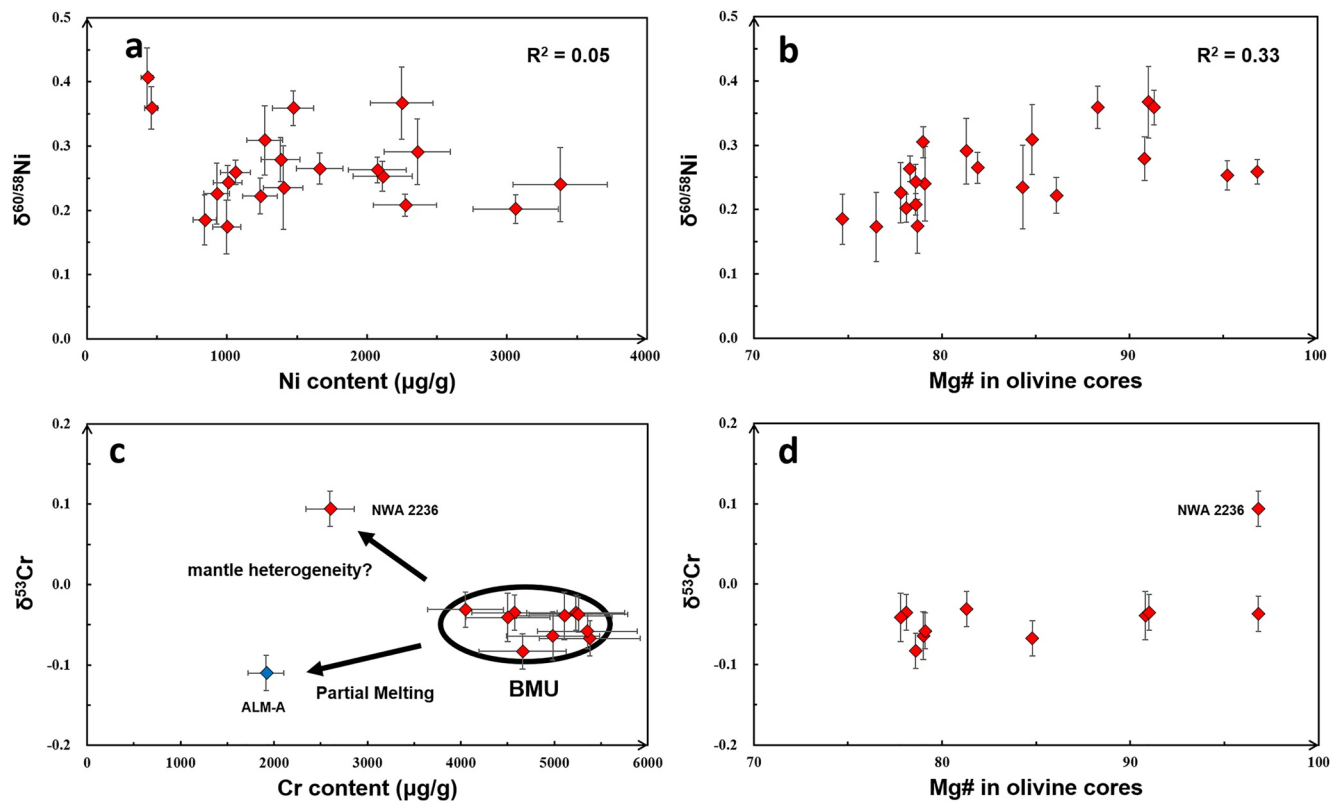 a
R² = 0.05
0.5
0.4
0.3
0.2
0.1
0.0
δ⁶⁰/⁵⁸Ni
0
1000
2000
3000
4000
Ni content (µg/g)
b
R² = 0.33
0.5
0.4
0.3
0.2
0.1
0.0
δ⁶⁰/⁵⁸Ni
70
80
90
100
Mg# in olivine cores
c
0.2
0.1
0.0
-0.1
-0.2
δ⁵³Cr
NWA 2236
mantle heterogeneity?
Partial Melting
BMU
ALM-A
0
1000
2000
3000
4000
5000
6000
Cr content (µg/g)
d
0.2
0.1
0.0
-0.1
-0.2
δ⁵³Cr
NWA 2236
70
80
90
100
Mg# in olivine cores